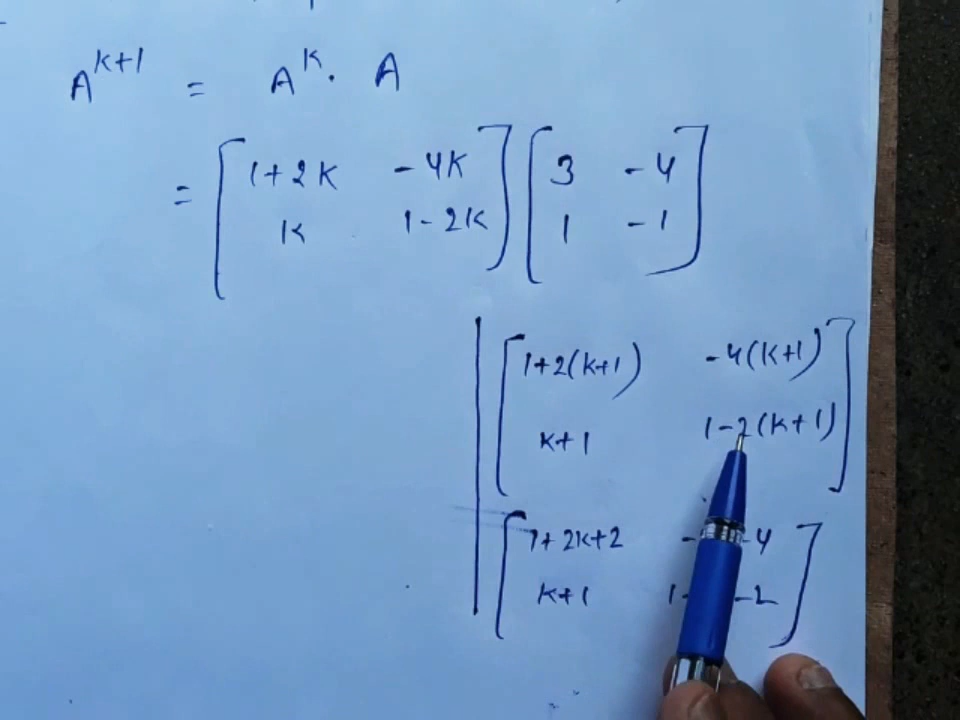 A^{k+1} = A^k. A
= [ 1+2k -4k ] [ 3 -4 ]
[ k 1-2k ] [ 1 -1 ]
[ 1+2(k+1) -4(k+1) ]
[ k+1 1-2(k+1) ]
[ 1+2k+2 - -4 ]
[ k+1 1- -2 ]